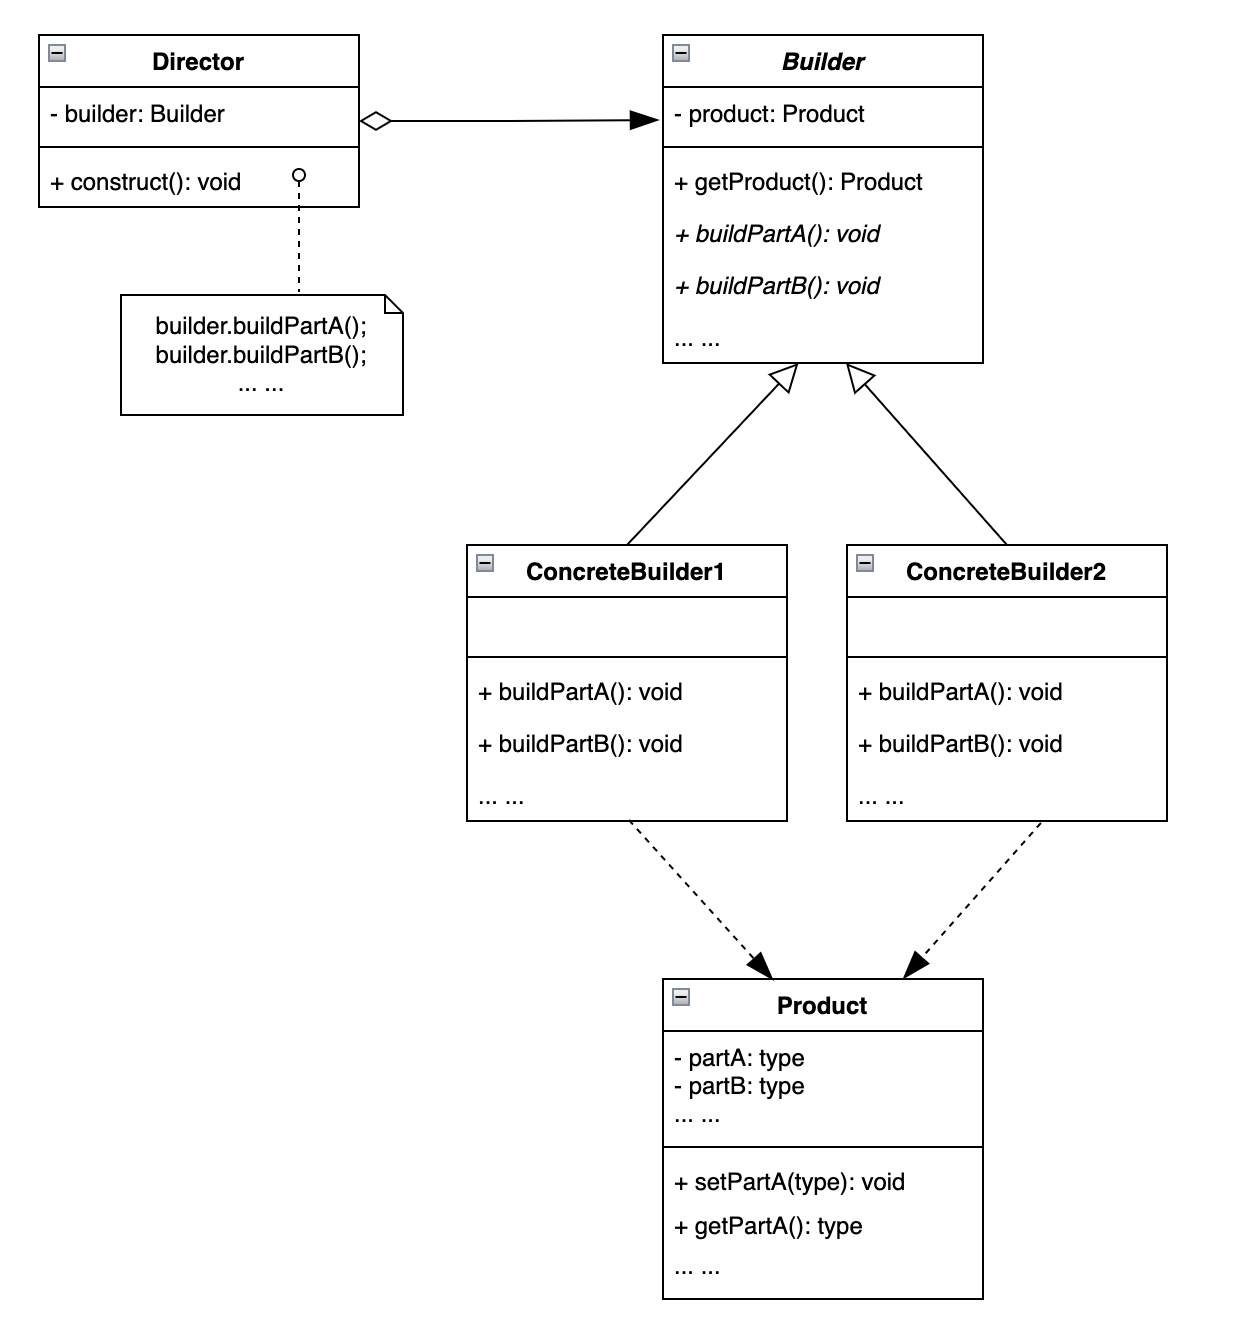 Director
- builder: Builder
+ construct(): void
builder.buildPartA();
builder.buildPartB();
... ...
Builder
- product: Product
+ getProduct(): Product
+ buildPartA(): void
+ buildPartB(): void
... ...
ConcreteBuilder1
+ buildPartA(): void
+ buildPartB(): void
... ...
ConcreteBuilder2
+ buildPartA(): void
+ buildPartB(): void
... ...
Product
- partA: type
- partB: type
... ...
+ setPartA(type): void
+ getPartA(): type
... ...